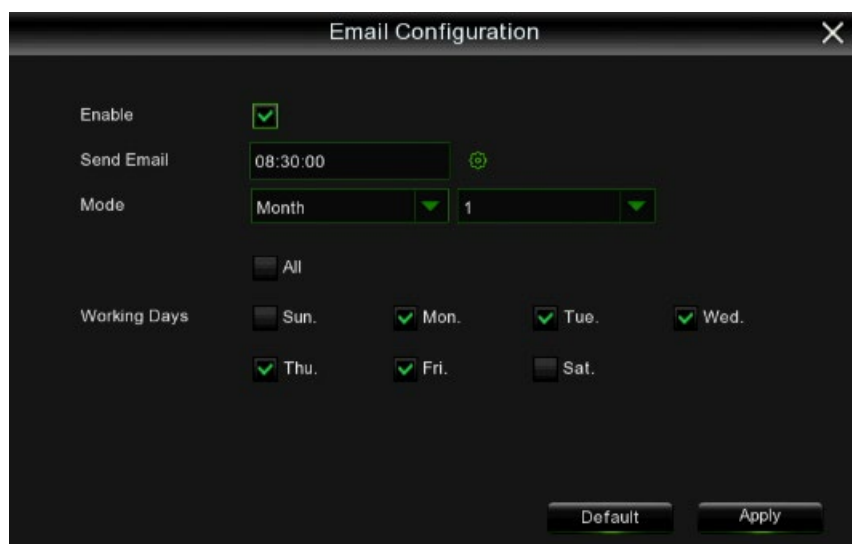 Email Configuration
Enable
Send Email 08:30:00
Mode Month 1
All
Working Days Sun. Mon. Tue. Wed.
Thu. Fri. Sat.
Default Apply